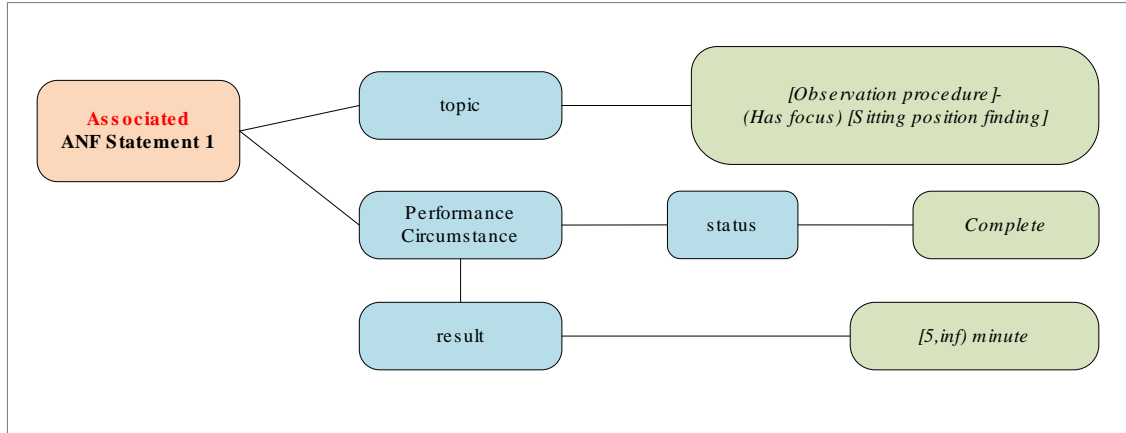 Associated
ANF Statement 1
topic
[Observation procedure]-
(Has focus) [Sitting position finding]
Performance
Circumstance
status
Complete
result
[5,inf) minute